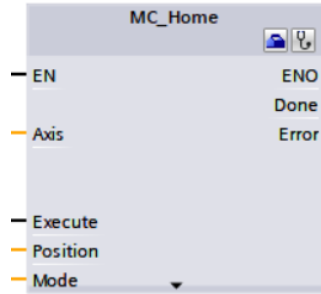 MC_Home
EN ENO
Done
Axis Error
Execute
Position
Mode